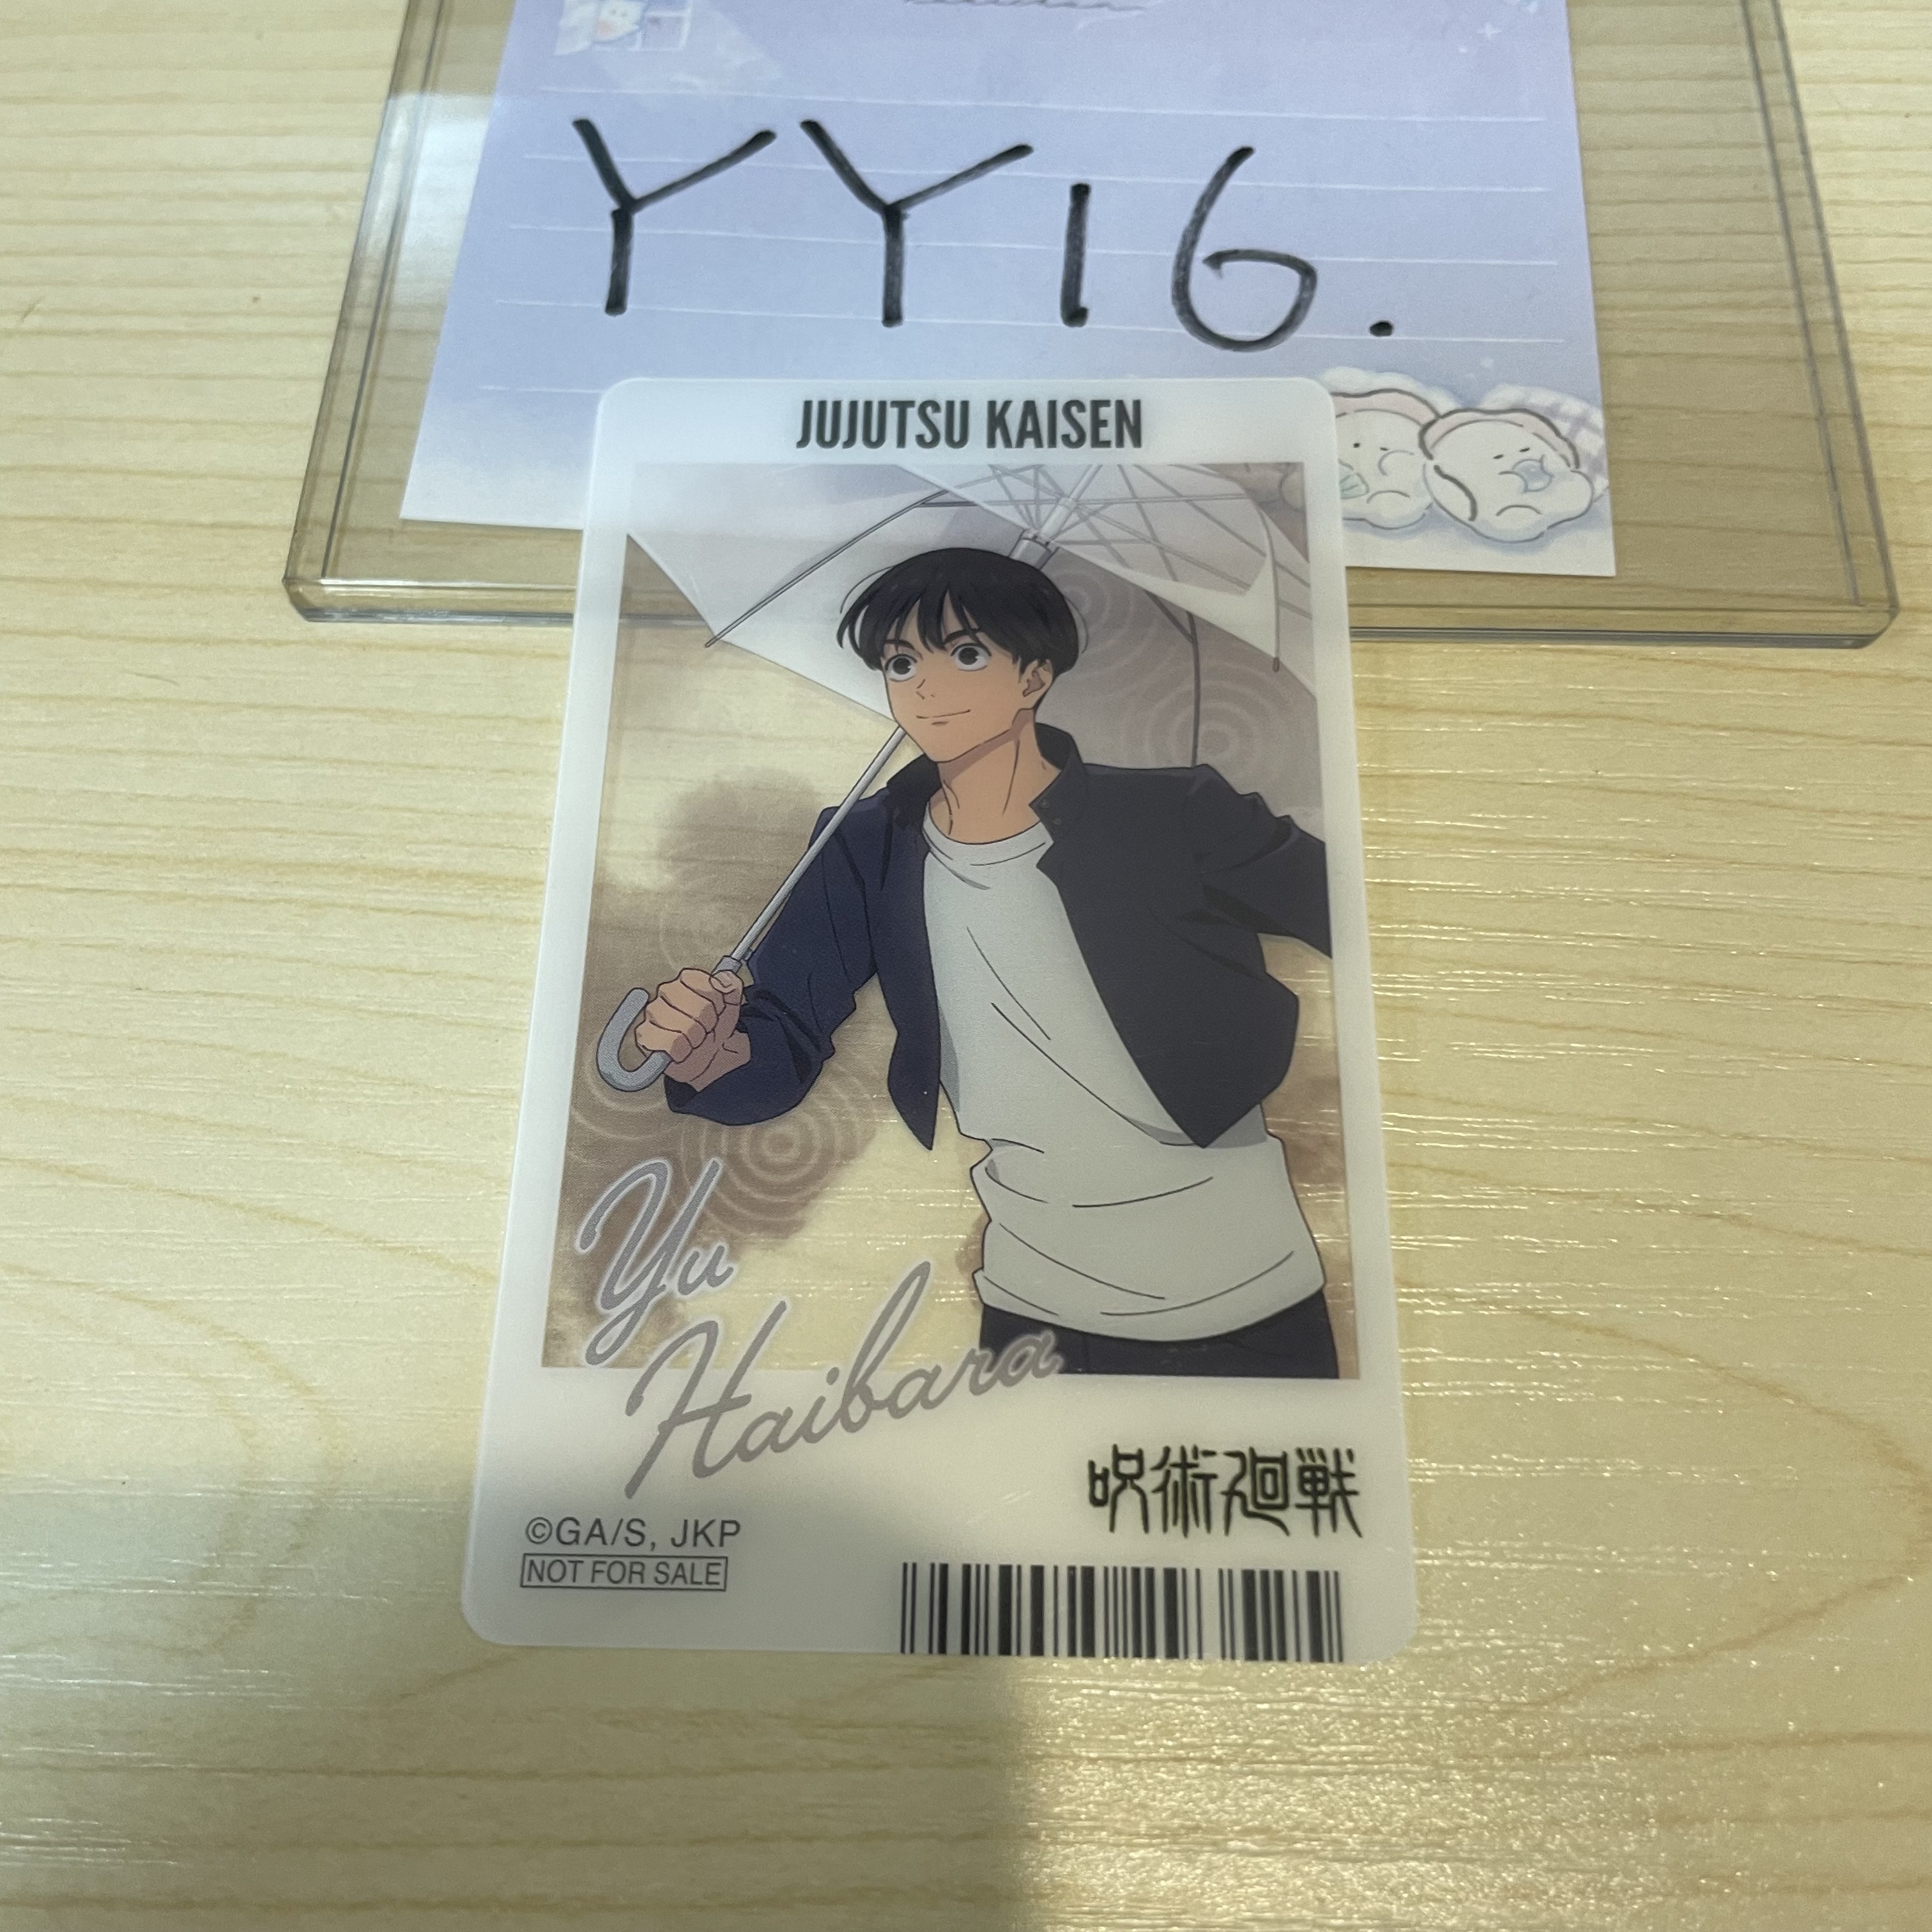 YY16.
JUJUTSU KAISEN
Yu
Haibara
呪術廻戦
©GA/S, JKP
NOT FOR SALE